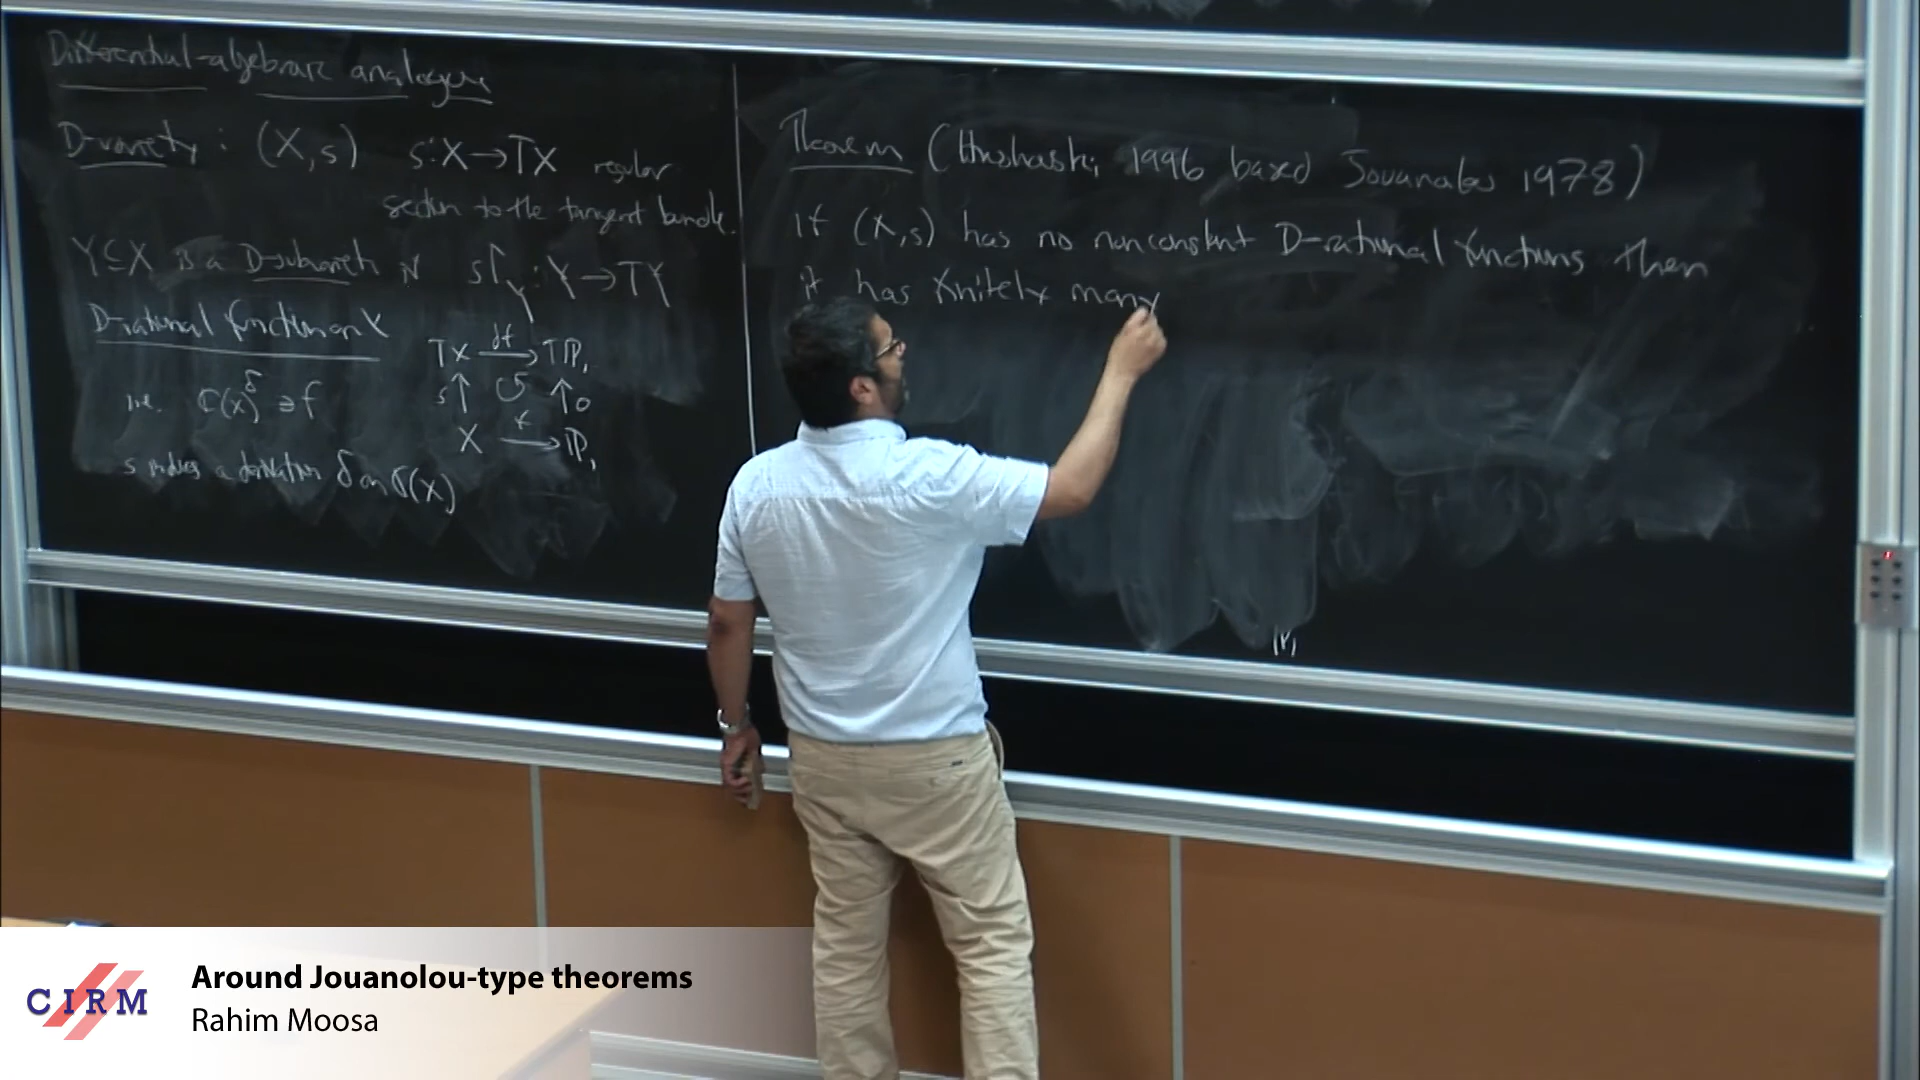 Differential-algebraic analogue
D-variety : (X,s) s:X→TX regular
section to the tangent bundle.
Y⊆X is a D-subvariety if s↾_Y : Y→TY
D-rational function on X
TX —df→ TP₁
s↑ ↺ ↑0
X —f→ P₁
i.e. ℂ(X)^δ ∋ f
s induces a derivation δ on ℂ(X)
Theorem (Hrushovski 1996 based Jouanolou 1978)
If (X,s) has no nonconstant D-rational functions then
it has finitely many
CIRM
Around Jouanolou-type theorems
Rahim Moosa